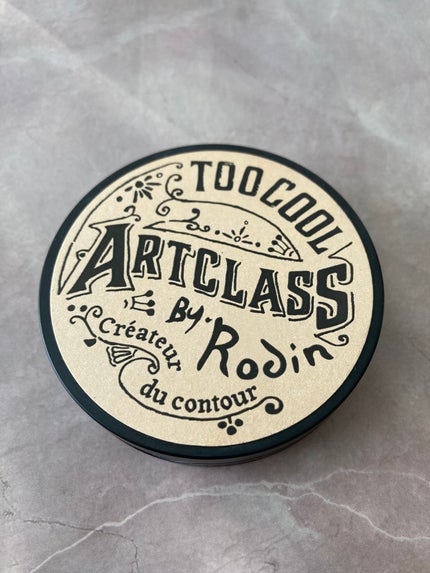 TOO COOL
ARTCLASS
By. Rodin
Créateur
du contour